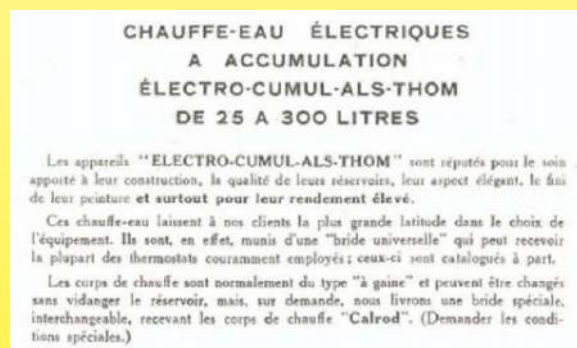 CHAUFFE-EAU ÉLECTRIQUES
A ACCUMULATION
ÉLECTRO-CUMUL-ALS-THOM
DE 25 A 300 LITRES
Les appareils "ELECTRO-CUMUL-ALS-THOM" sont réputés pour le soin
apporté à leur construction, la qualité de leurs réservoirs, leur aspect élégant, le fini
de leur peinture et surtout pour leur rendement élevé.
Ces chauffe-eau laissent à nos clients la plus grande latitude dans le choix de
l'équipement. Ils sont, en effet, munis d'une "bride universelle" qui peut recevoir
la plupart des thermostats couramment employés ; ceux-ci sont catalogués à part.
Les corps de chauffe sont normalement du type "à gaine" et peuvent être changés
sans vidanger le réservoir, mais, sur demande, nous livrons une bride spéciale,
interchangeable, recevant les corps de chauffe "Calrod". (Demander les condi-
tions spéciales.)